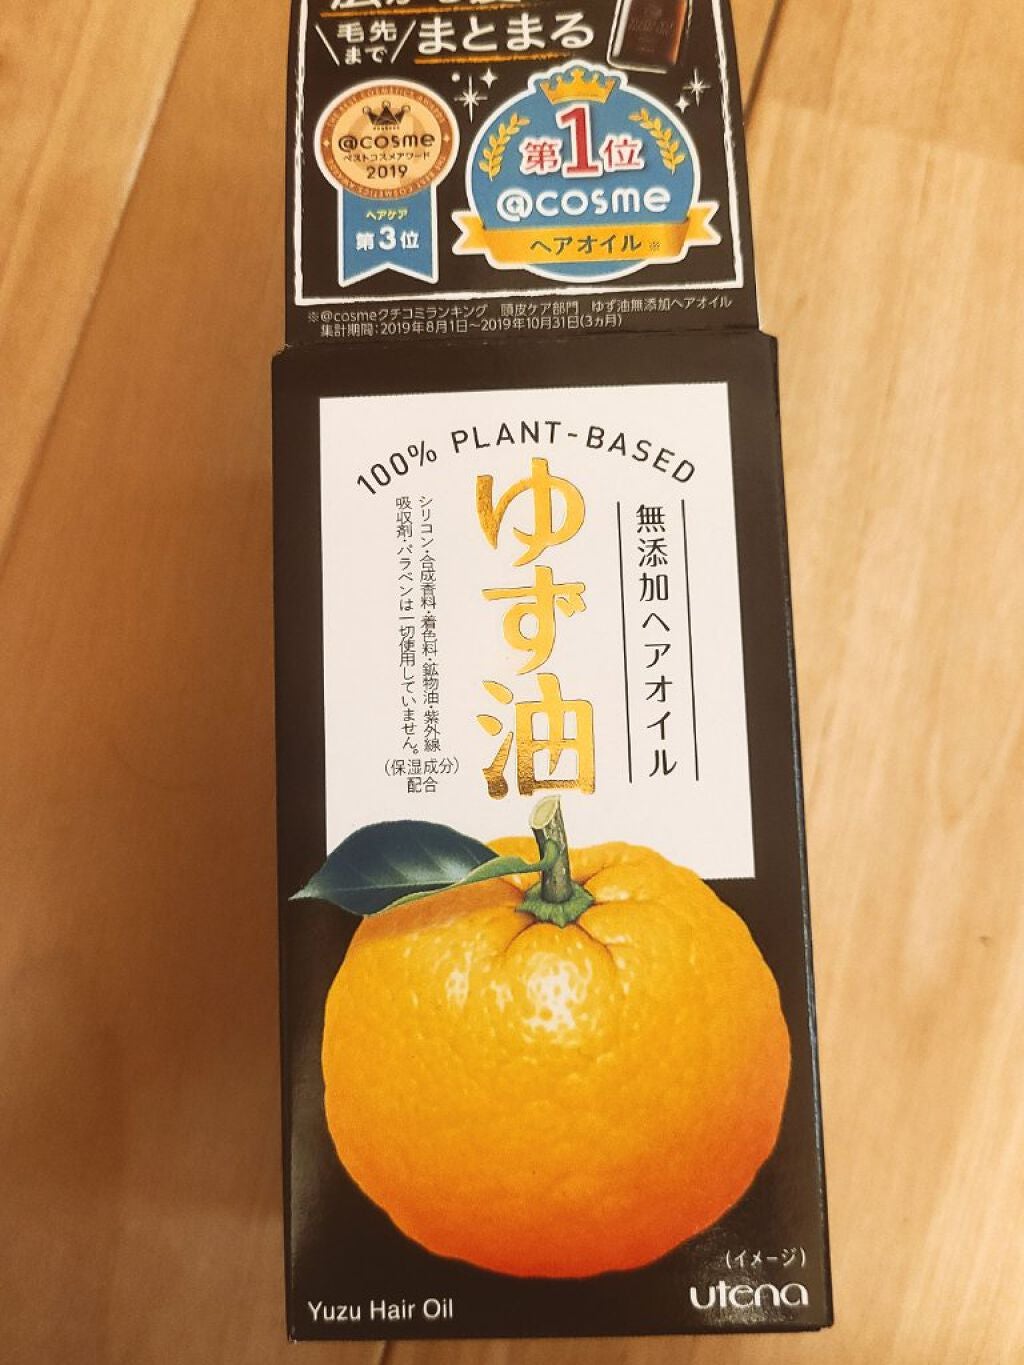 毛先
まで
まとまる
THE BEST COSMETICS AWARD
@cosme
ベストコスメアワード
2019
ヘアケア
第3位
第1位
@cosme
ヘアオイル※
※@cosmeクチコミランキング 頭皮ケア部門 ゆず油無添加ヘアオイル
集計期間:2019年8月1日～2019年10月31日(3ヵ月)
100% PLANT-BASED
無添加ヘアオイル
ゆず油
シリコン・合成香料・着色料・鉱物油・紫外線
吸収剤・パラベンは一切使用していません。
(保湿成分)
配合
(イメージ)
utena
Yuzu Hair Oil